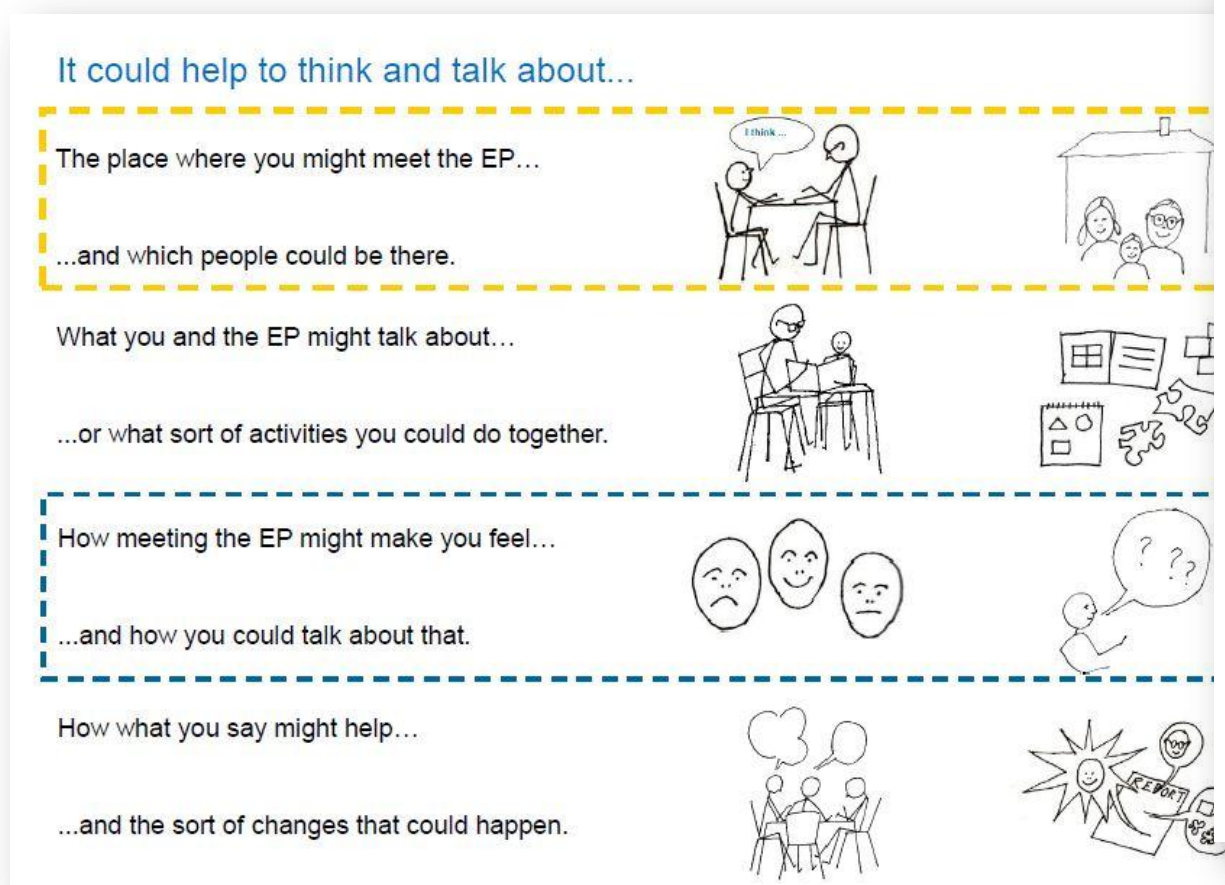 It could help to think and talk about...
I think ...
The place where you might meet the EP…
...and which people could be there.
What you and the EP might talk about…
...or what sort of activities you could do together.
How meeting the EP might make you feel…
? ? ?
...and how you could talk about that.
How what you say might help…
REPORT
...and the sort of changes that could happen.